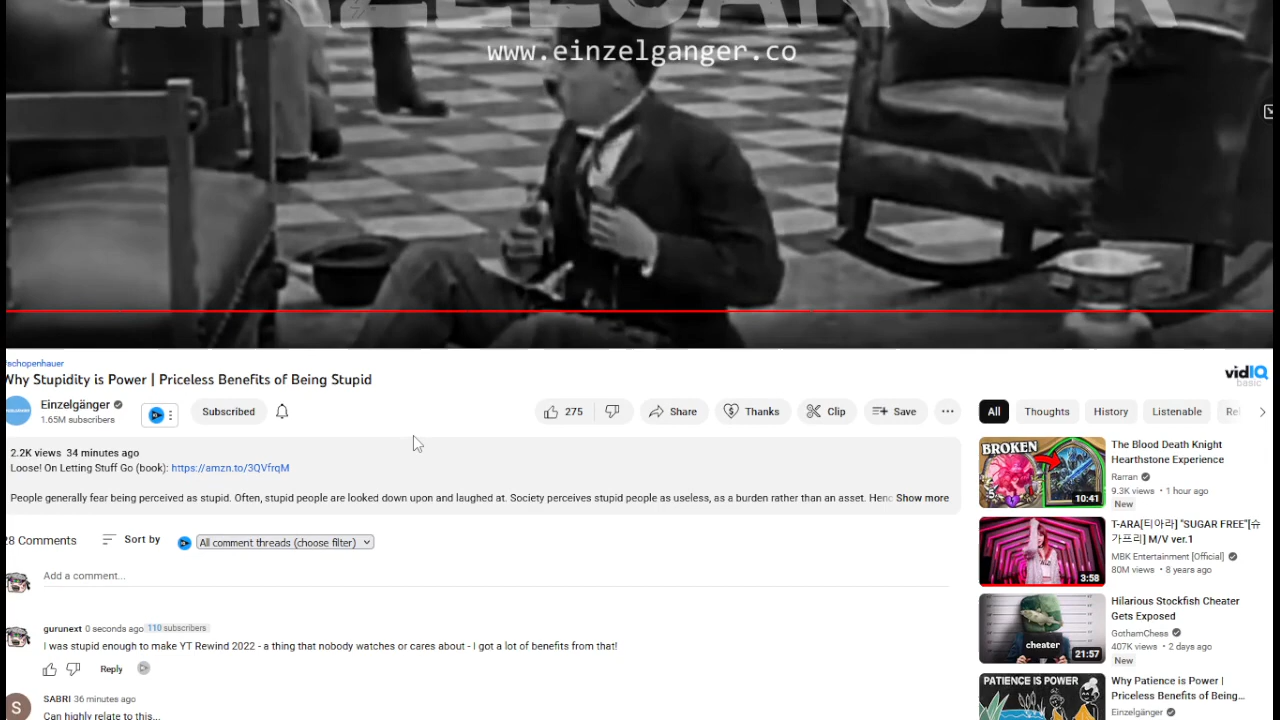 EINZELGÄNGER
www.einzelganger.co
#schopenhauer
Why Stupidity is Power | Priceless Benefits of Being Stupid
vidIQ
basic
Einzelgänger
1.65M subscribers
Subscribed
275
Share
Thanks
Clip
Save
All
Thoughts
History
Listenable
2.2K views 34 minutes ago
Loose! On Letting Stuff Go (book): https://amzn.to/3QVfrqM
People generally fear being perceived as stupid. Often, stupid people are looked down upon and laughed at. Society perceives stupid people as useless, as a burden rather than an asset. Henc Show more
28 Comments
Sort by
All comment threads (choose filter)
Add a comment...
gurunext 0 seconds ago 110 subscribers
I was stupid enough to make YT Rewind 2022 - a thing that nobody watches or cares about - I got a lot of benefits from that!
Reply
S
SABRI 36 minutes ago
Can highly relate to this...
BROKEN
10:41
The Blood Death Knight
Hearthstone Experience
Rarran
9.3K views • 1 hour ago
New
3:58
T-ARA[티아라] "SUGAR FREE"[슈
가프리] M/V ver.1
MBK Entertainment [Official]
80M views • 8 years ago
cheater
21:57
Hilarious Stockfish Cheater
Gets Exposed
GothamChess
407K views • 2 days ago
New
PATIENCE IS POWER
Why Patience is Power |
Priceless Benefits of Being...
Einzelgänger